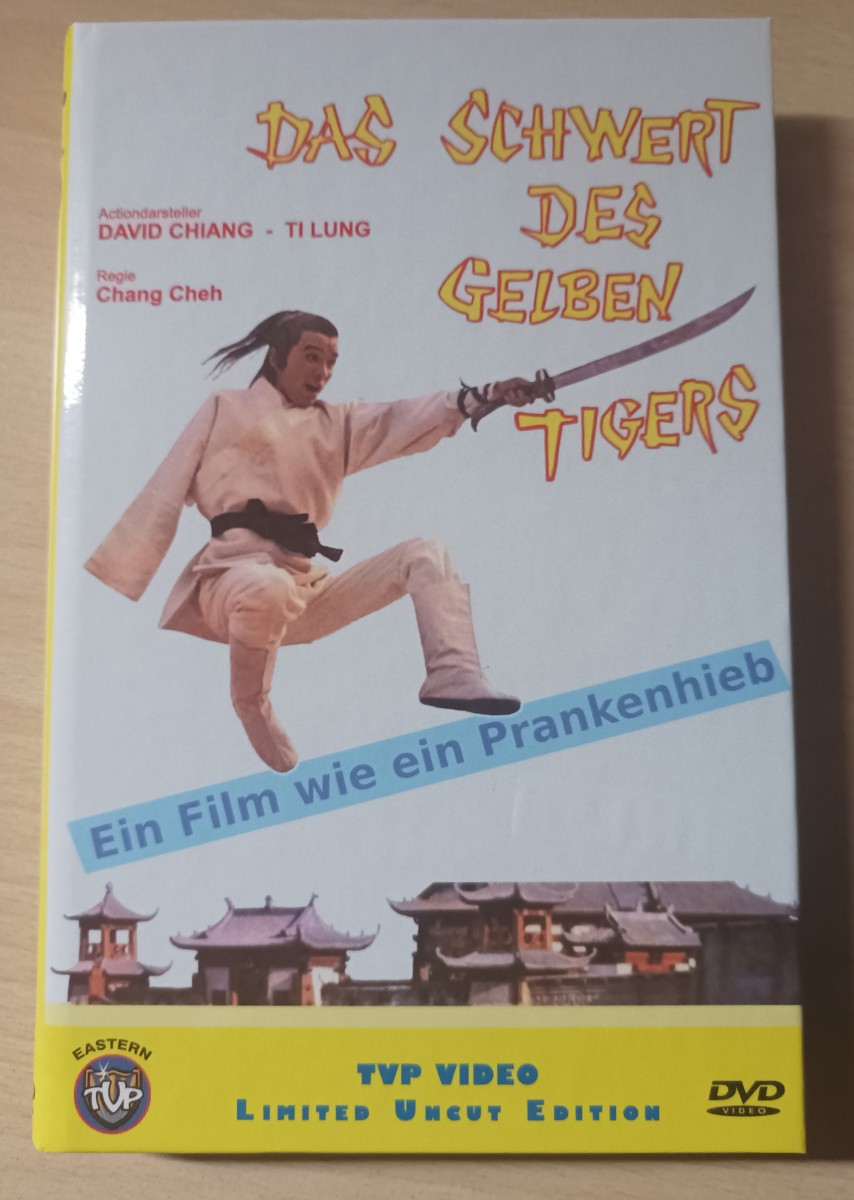 DAS SCHWERT
DES
GELBEN
TIGERS
Actiondarsteller
DAVID CHIANG - TI LUNG
Regie
Chang Cheh
Ein Film wie ein Prankenhieb
EASTERN
TVP
TVP VIDEO
LIMITED UNCUT EDITION
DVD
VIDEO